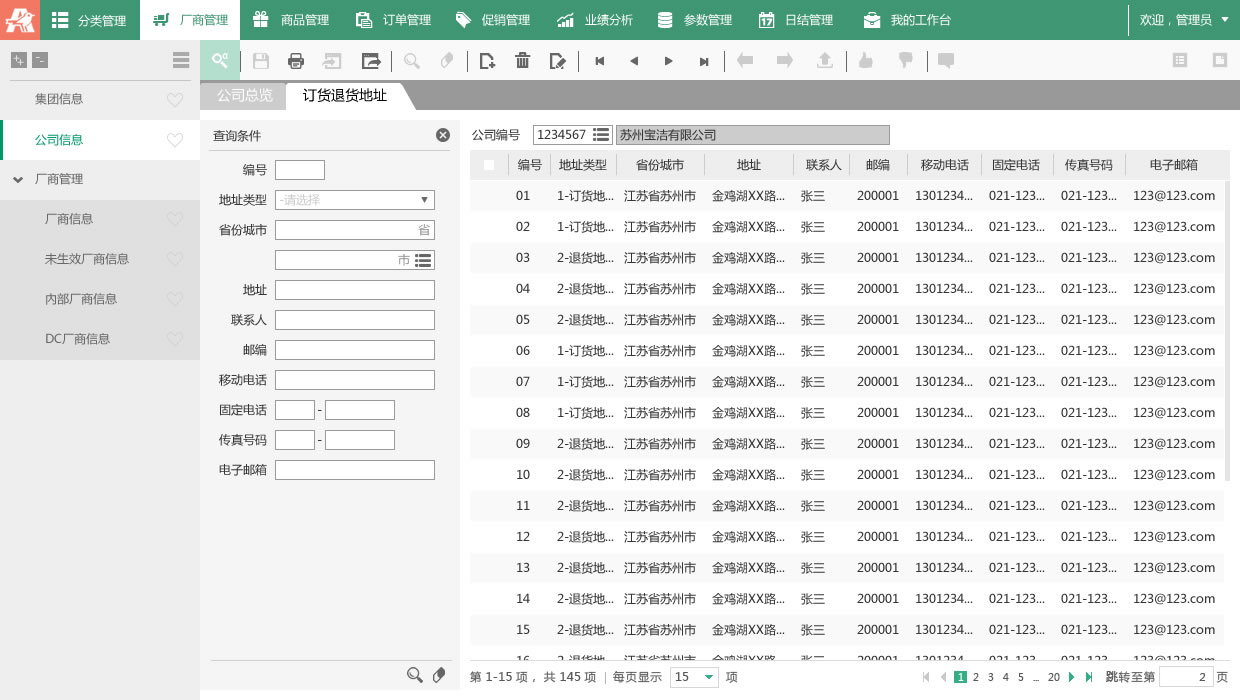 分类管理 厂商管理 商品管理 订单管理 促销管理 业绩分析 参数管理 日结管理 我的工作台 欢迎，管理员
集团信息
公司信息
厂商管理
厂商信息
未生效厂商信息
内部厂商信息
DC厂商信息
公司总览 订货退货地址
查询条件
编号
地址类型 -请选择
省份城市 省
市
地址
联系人
邮编
移动电话
固定电话 -
传真号码 -
电子邮箱
公司编号 1234567 苏州宝洁有限公司
编号 地址类型 省份城市 地址 联系人 邮编 移动电话 固定电话 传真号码 电子邮箱
01 1-订货地... 江苏省苏州市 金鸡湖XX路... 张三 200001 1301234... 021-123... 021-123... 123@123.com
02 1-订货地... 江苏省苏州市 金鸡湖XX路... 张三 200001 1301234... 021-123... 021-123... 123@123.com
03 2-退货地... 江苏省苏州市 金鸡湖XX路... 张三 200001 1301234... 021-123... 021-123... 123@123.com
04 2-退货地... 江苏省苏州市 金鸡湖XX路... 张三 200001 1301234... 021-123... 021-123... 123@123.com
05 2-退货地... 江苏省苏州市 金鸡湖XX路... 张三 200001 1301234... 021-123... 021-123... 123@123.com
06 1-订货地... 江苏省苏州市 金鸡湖XX路... 张三 200001 1301234... 021-123... 021-123... 123@123.com
07 1-订货地... 江苏省苏州市 金鸡湖XX路... 张三 200001 1301234... 021-123... 021-123... 123@123.com
08 1-订货地... 江苏省苏州市 金鸡湖XX路... 张三 200001 1301234... 021-123... 021-123... 123@123.com
09 2-退货地... 江苏省苏州市 金鸡湖XX路... 张三 200001 1301234... 021-123... 021-123... 123@123.com
10 2-退货地... 江苏省苏州市 金鸡湖XX路... 张三 200001 1301234... 021-123... 021-123... 123@123.com
11 2-退货地... 江苏省苏州市 金鸡湖XX路... 张三 200001 1301234... 021-123... 021-123... 123@123.com
12 2-退货地... 江苏省苏州市 金鸡湖XX路... 张三 200001 1301234... 021-123... 021-123... 123@123.com
13 2-退货地... 江苏省苏州市 金鸡湖XX路... 张三 200001 1301234... 021-123... 021-123... 123@123.com
14 2-退货地... 江苏省苏州市 金鸡湖XX路... 张三 200001 1301234... 021-123... 021-123... 123@123.com
15 2-退货地... 江苏省苏州市 金鸡湖XX路... 张三 200001 1301234... 021-123... 021-123... 123@123.com
第 1-15 项，共 145 项 | 每页显示 15 项 1 2 3 4 5 ... 20 跳转至第 2 页